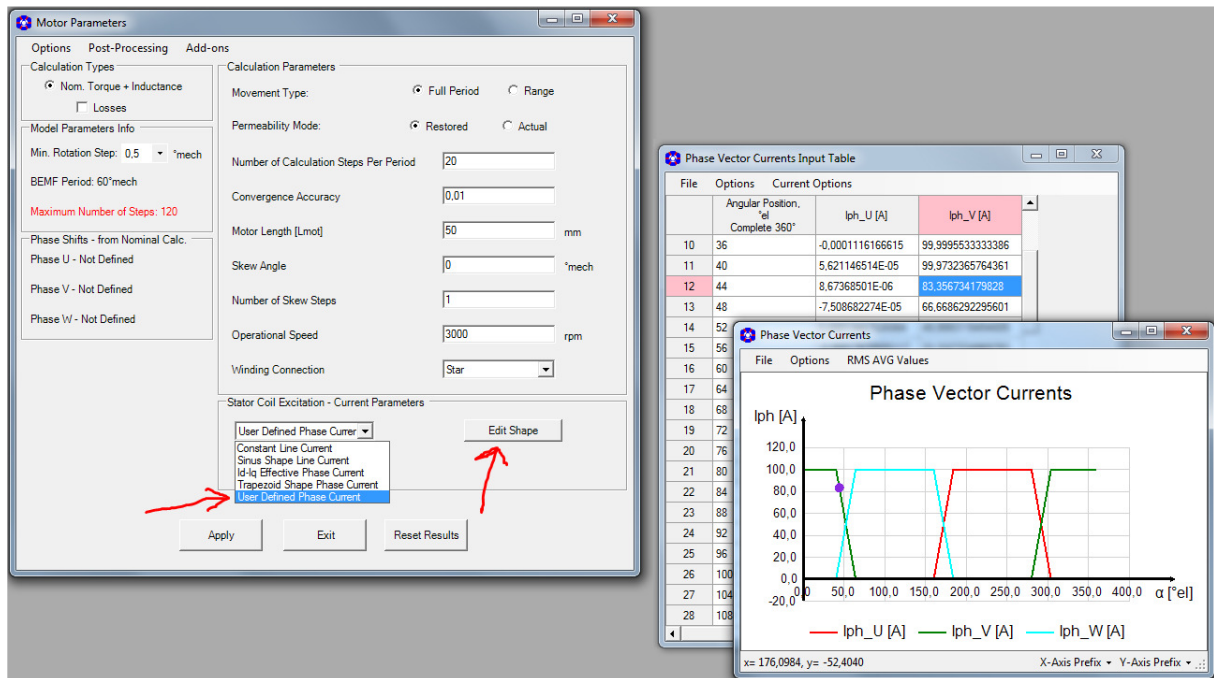 Motor Parameters
Options Post-Processing Add-ons
Calculation Types
Nom. Torque + Inductance
Losses
Model Parameters Info
Min. Rotation Step: 0,5 °mech
BEMF Period: 60°mech
Maximum Number of Steps: 120
Phase Shifts - from Nominal Calc.
Phase U - Not Defined
Phase V - Not Defined
Phase W - Not Defined
Calculation Parameters
Movement Type: Full Period Range
Permeability Mode: Restored Actual
Number of Calculation Steps Per Period 20
Convergence Accuracy 0,01
Motor Length [Lmot] 50 mm
Skew Angle 0 °mech
Number of Skew Steps 1
Operational Speed 3000 rpm
Winding Connection Star
Stator Coil Excitation - Current Parameters
User Defined Phase Currer Edit Shape
Constant Line Current
Sinus Shape Line Current
Id-Iq Effective Phase Current
Trapezoid Shape Phase Current
User Defined Phase Current
Apply Exit Reset Results
Phase Vector Currents Input Table
File Options Current Options
Angular Position,
°el
Complete 360°
Iph_U [A] Iph_V [A]
10 36 -0,0001116166615 99,9995533333386
11 40 5,621146514E-05 99,9732365764361
12 44 8,67368501E-06 83,356734179828
13 48 -7,508682274E-05 66,6686292295601
14 52
15 56
16 60
17 64
18 68
19 72
20 76
21 80
22 84
23 88
24 92
25 96
26 100
27 104
28 108
Phase Vector Currents
File Options RMS AVG Values
Phase Vector Currents
Iph [A]
120,0
100,0
80,0
60,0
40,0
20,0
0,0
-20,0
0,0 50,0 100,0 150,0 200,0 250,0 300,0 350,0 400,0 α [°el]
Iph_U [A] Iph_V [A] Iph_W [A]
x= 176,0984, y= -52,4040 X-Axis Prefix Y-Axis Prefix